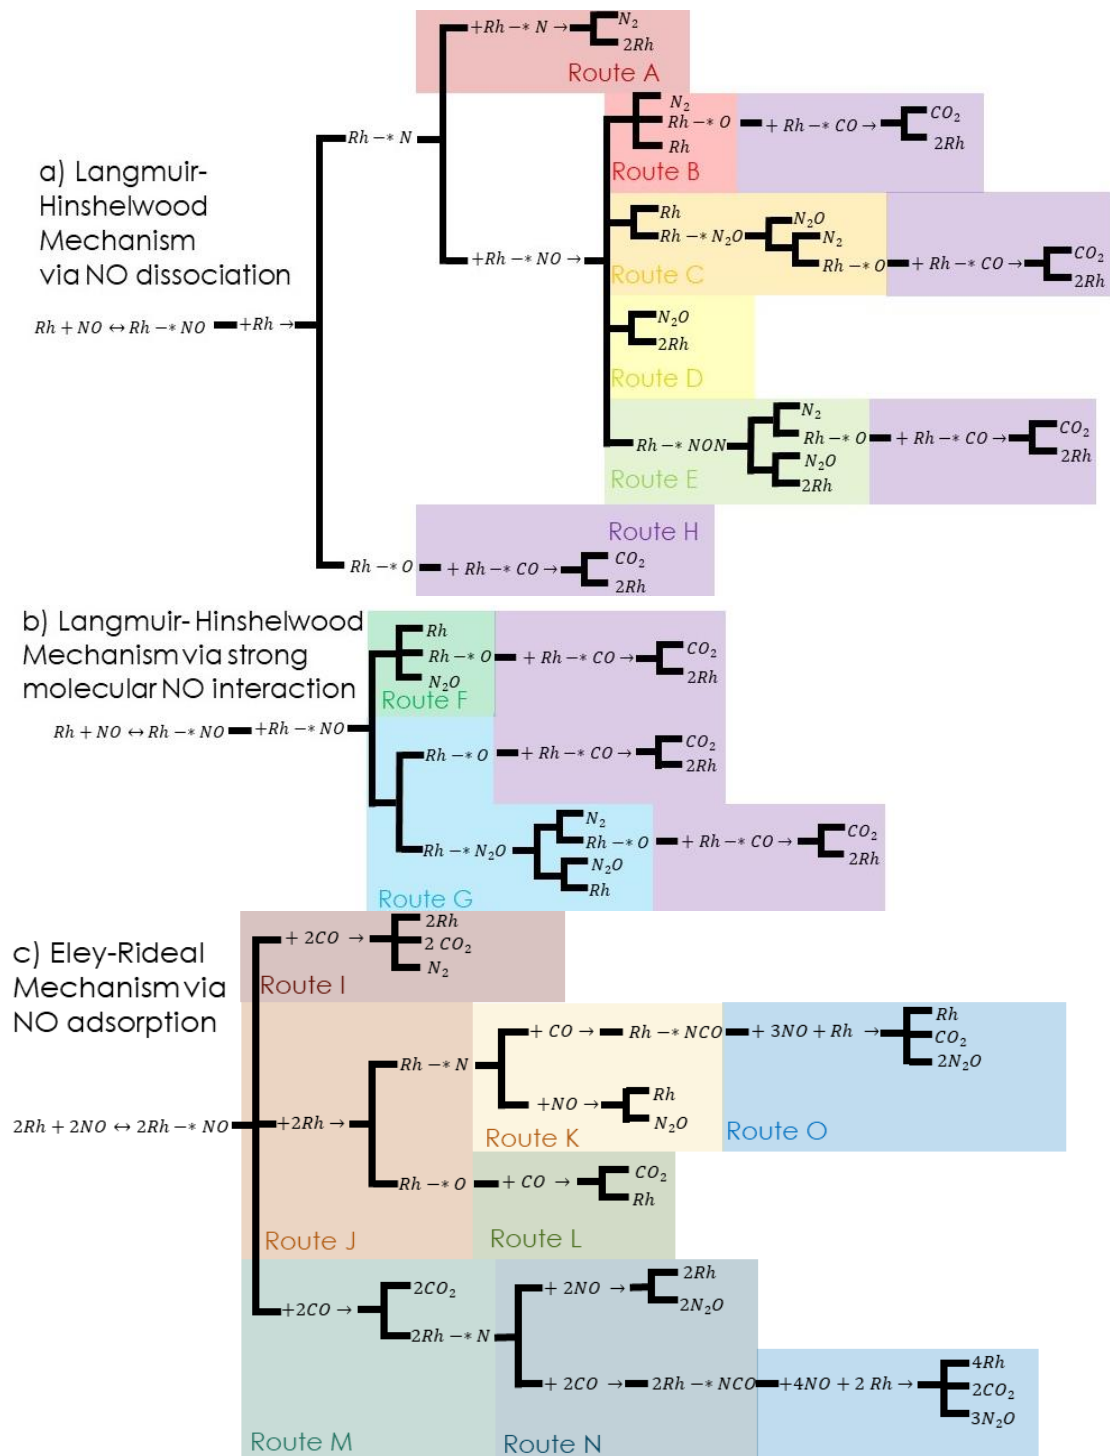 +Rh −∗ N →
N₂
2Rh
Route A
Rh −∗ N
N₂
Rh −∗ O
Rh
+ Rh −∗ CO →
CO₂
2Rh
Route B
a) Langmuir-
Hinshelwood
Mechanism
via NO dissociation
+Rh −∗ NO →
Rh
Rh −∗ N₂O
N₂O
N₂
Rh −∗ O
+ Rh −∗ CO →
CO₂
2Rh
Route C
Rh + NO ↔ Rh −∗ NO
+Rh →
N₂O
2Rh
Route D
Rh −∗ NON
N₂
Rh −∗ O
N₂O
2Rh
+ Rh −∗ CO →
CO₂
2Rh
Route E
Route H
Rh −∗ O
+ Rh −∗ CO →
CO₂
2Rh
b) Langmuir- Hinshelwood
Mechanism via strong
molecular NO interaction
Rh
Rh −∗ O
N₂O
+ Rh −∗ CO →
CO₂
2Rh
Route F
Rh + NO ↔ Rh −∗ NO
+Rh −∗ NO
Rh −∗ O
+ Rh −∗ CO →
CO₂
2Rh
Rh −∗ N₂O
N₂
Rh −∗ O
N₂O
Rh
+ Rh −∗ CO →
CO₂
2Rh
Route G
c) Eley-Rideal
Mechanism via
NO adsorption
+ 2CO →
2Rh
2 CO₂
N₂
Route I
2Rh + 2NO ↔ 2Rh −∗ NO
+2Rh →
Rh −∗ N
+ CO →
Rh −∗ NCO
+ 3NO + Rh →
Rh
CO₂
2N₂O
+NO →
Rh
N₂O
Route K
Route O
Rh −∗ O
+ CO →
CO₂
Rh
Route J
Route L
+2CO →
2CO₂
2Rh −∗ N
+ 2NO →
2Rh
2N₂O
+ 2CO →
2Rh −∗ NCO
+4NO + 2 Rh →
4Rh
2CO₂
3N₂O
Route M
Route N